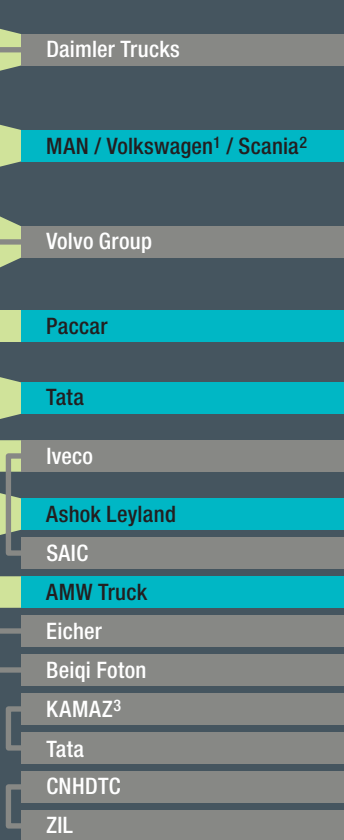 Daimler Trucks
MAN / Volkswagen¹ / Scania²
Volvo Group
Paccar
Tata
Iveco
Ashok Leyland
SAIC
AMW Truck
Eicher
Beiqi Foton
KAMAZ³
Tata
CNHDTC
ZIL